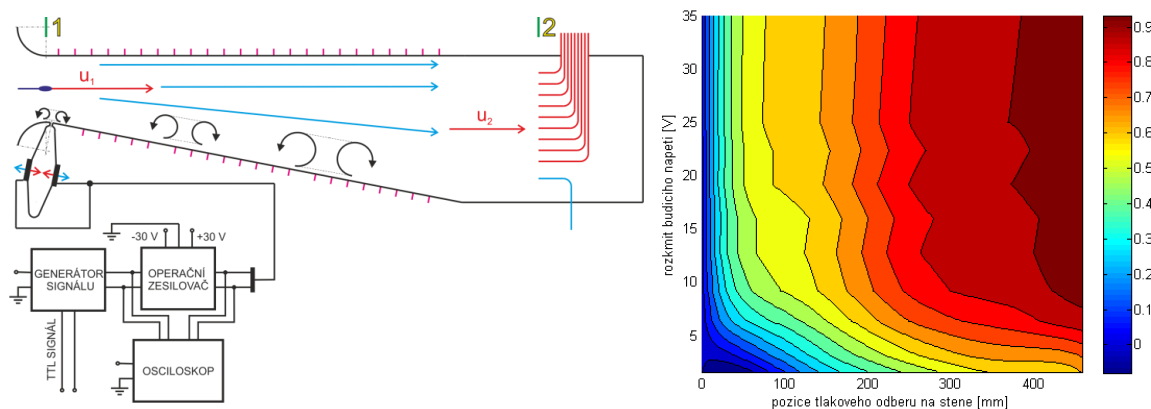 1
2
u1
u2
-30 V
+30 V
GENERÁTOR
SIGNÁLU
OPERAČNÍ
ZESILOVAČ
TTL SIGNÁL
OSCILOSKOP
35
30
25
20
15
10
5
rozkmit budiciho napeti [V]
0
100
200
300
400
pozice tlakoveho odberu na stene [mm]
0.9
0.8
0.7
0.6
0.5
0.4
0.3
0.2
0.1
0